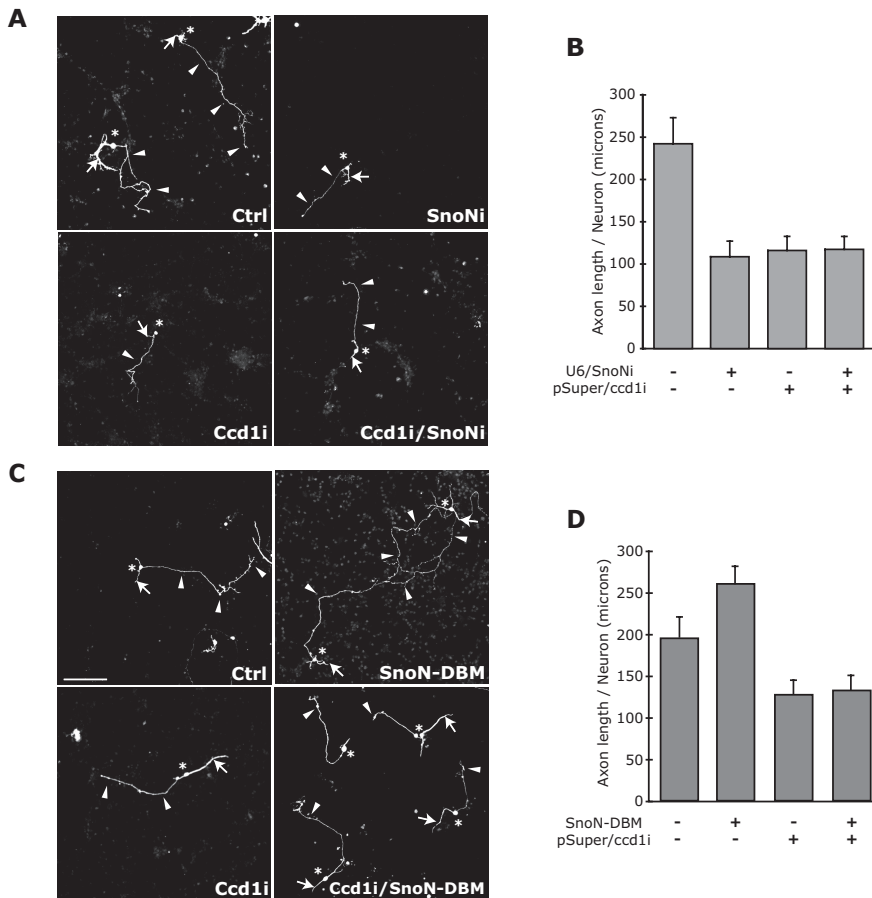 A
* *
Ctrl
*
SnoNi
*
Ccd1i
*
Ccd1i/SnoNi
B
Axon length / Neuron (microns)
300
250
200
150
100
50
0
U6/SnoNi - + - +
pSuper/ccd1i - - + +
C
*
Ctrl
* *
SnoN-DBM
*
Ccd1i
* * * *
Ccd1i/SnoN-DBM
D
Axon length / Neuron (microns)
300
250
200
150
100
50
0
SnoN-DBM - + - +
pSuper/ccd1i - - + +